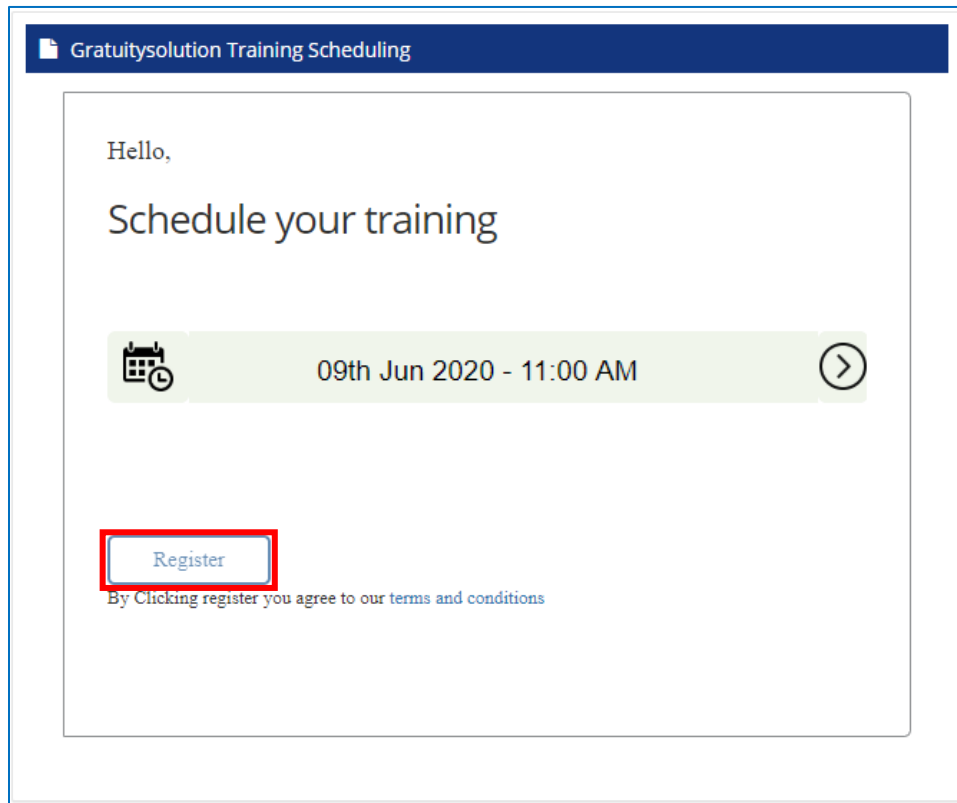 Gratuitysolution Training Scheduling
Hello,
Schedule your training
09th Jun 2020 - 11:00 AM
Register
By Clicking register you agree to our terms and conditions